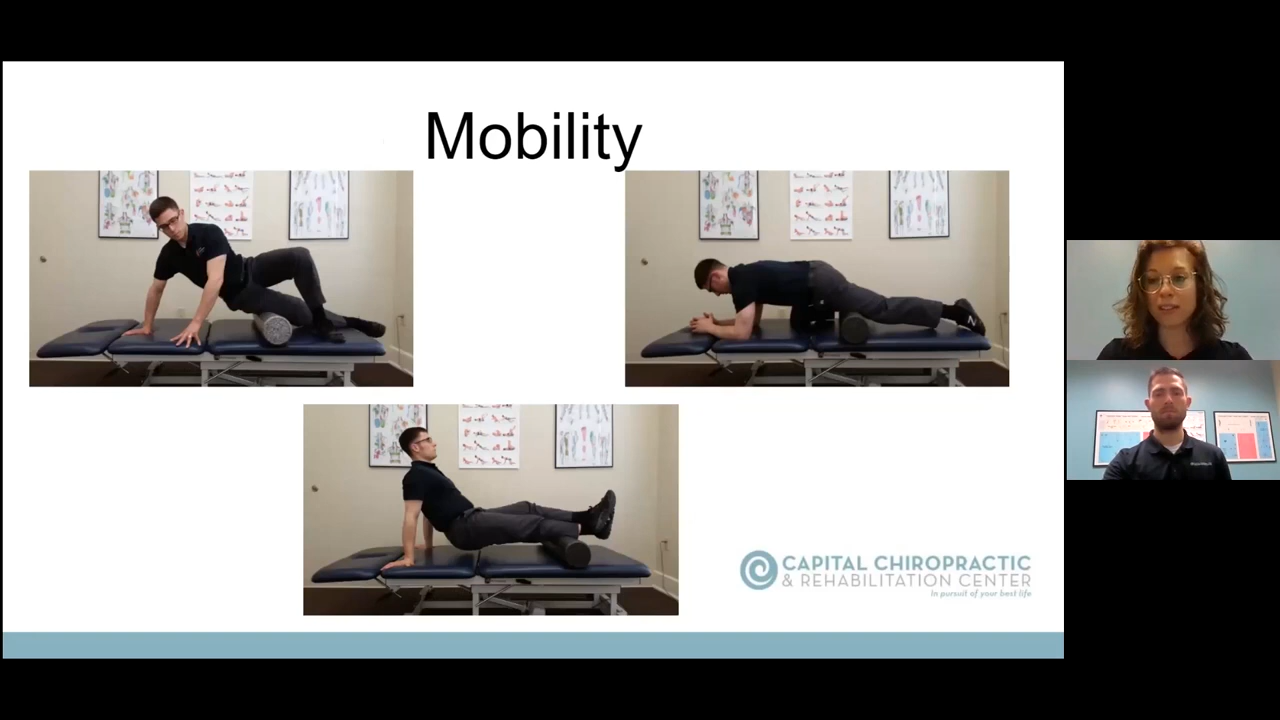 Mobility
CAPITAL CHIROPRACTIC
& REHABILITATION CENTER
in pursuit of your best life